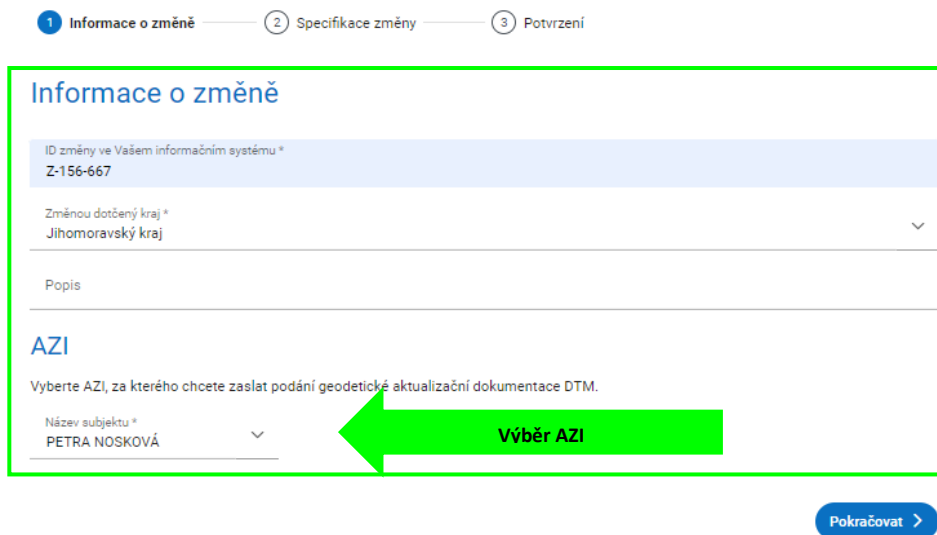 1 Informace o změně 2 Specifikace změny 3 Potvrzení
Informace o změně
ID změny ve Vašem informačním systému *
Z-156-667
Změnou dotčený kraj *
Jihomoravský kraj
Popis
AZI
Vyberte AZI, za kterého chcete zaslat podání geodetické aktualizační dokumentace DTM.
Název subjektu *
PETRA NOSKOVÁ
Výběr AZI
Pokračovat